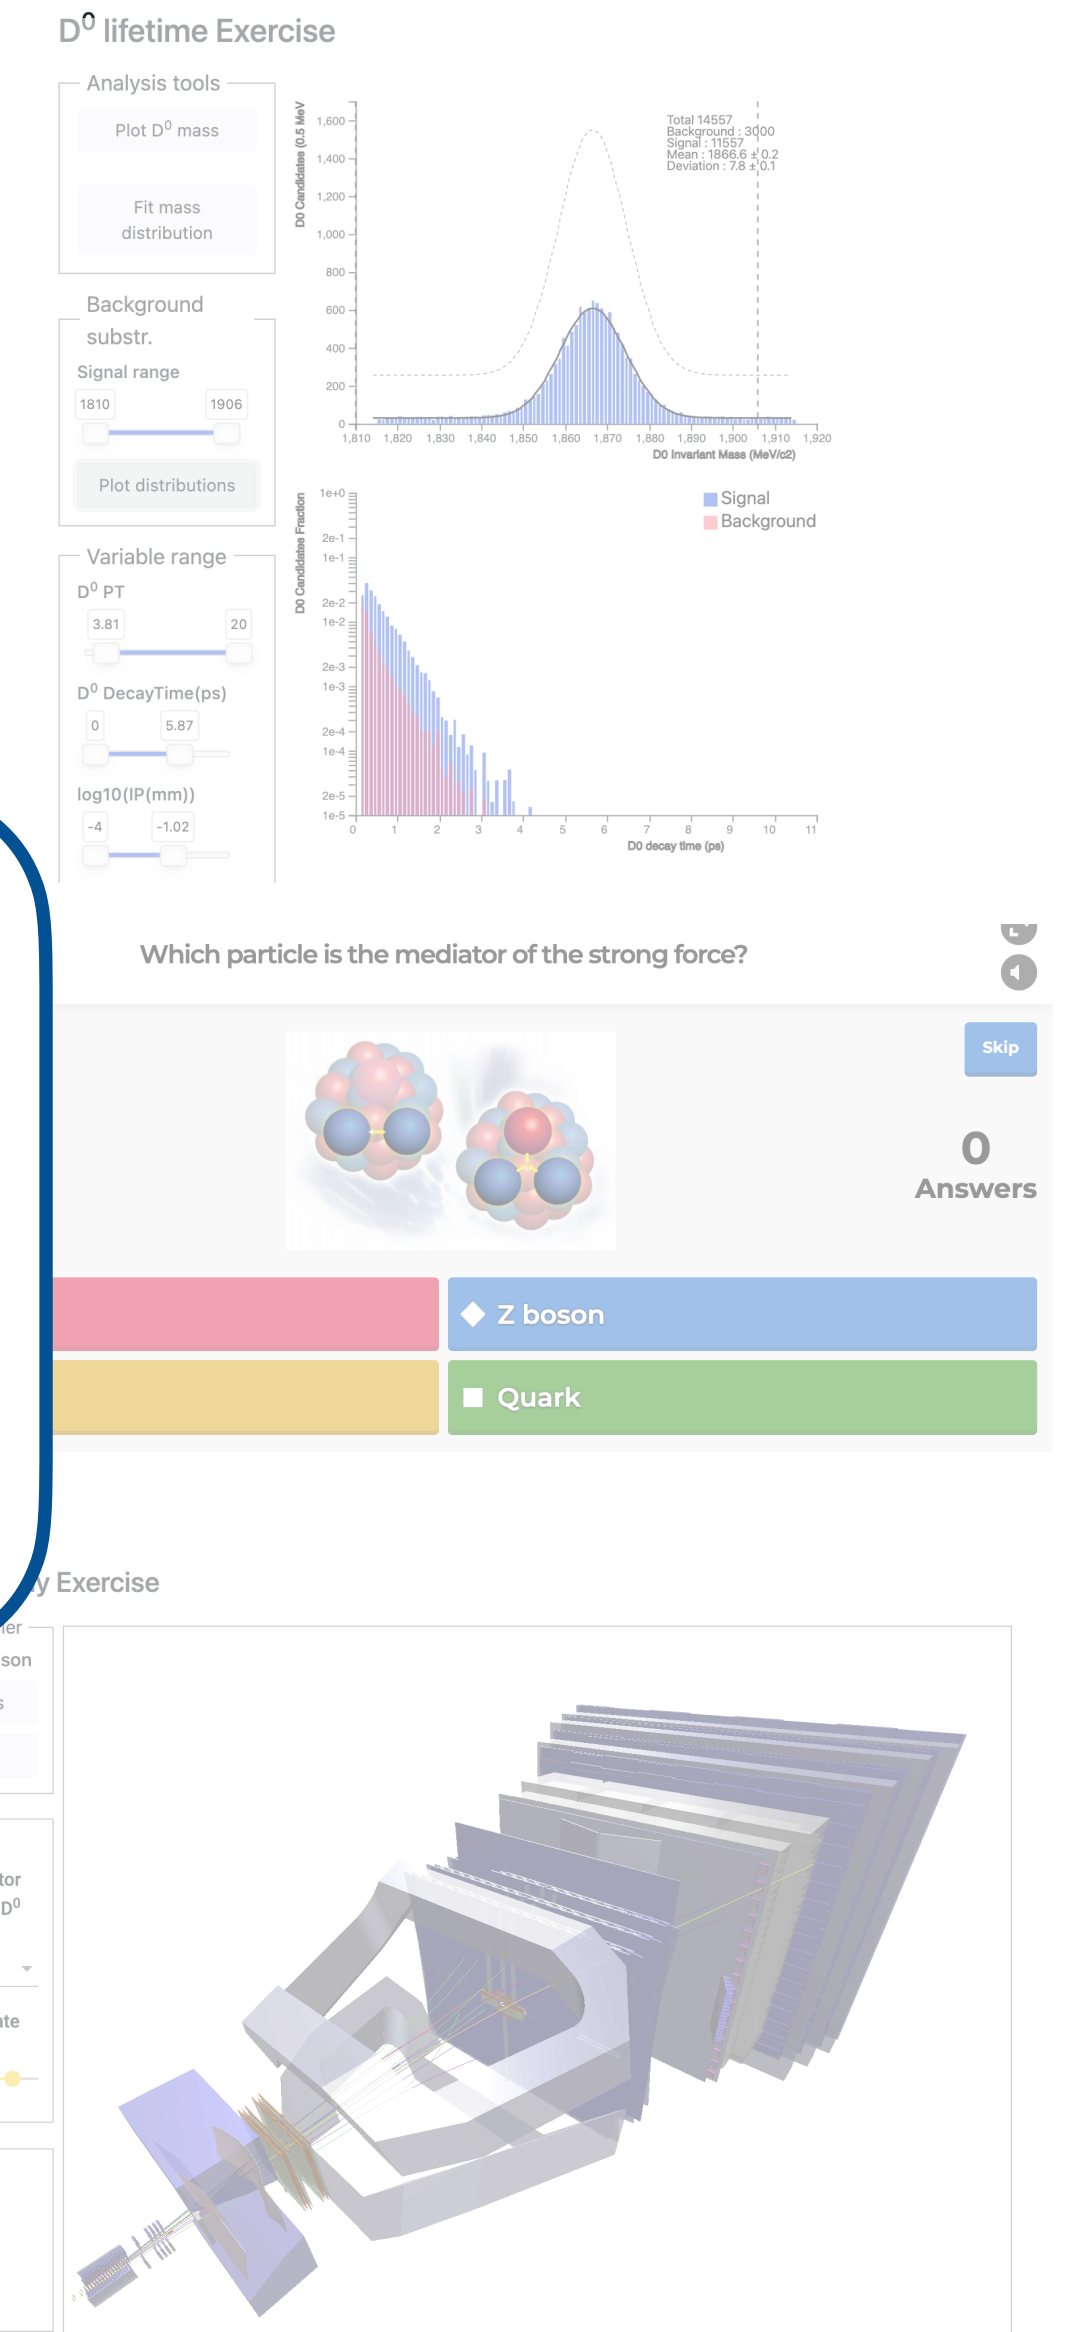 D⁰ lifetime Exercise
Analysis tools
Plot D⁰ mass
Fit mass
distribution
D0 Candidates (0.5 MeV
1,600
1,400
1,200
1,000
800
600
400
200
0
Total 14557
Background : 3000
Signal : 11557
Mean : 1866.6 ± 0.2
Deviation : 7.8 ± 0.1
1,810 1,820 1,830 1,840 1,850 1,860 1,870 1,880 1,890 1,900 1,910 1,920
D0 Invariant Mass (MeV/c2)
Background
substr.
Signal range
1810 1906
Plot distributions
Variable range
D⁰ PT
3.81 20
D⁰ DecayTime(ps)
0 5.87
log10(IP(mm))
-4 -1.02
D0 Candidates Fraction
1e+0
2e-1
1e-1
2e-2
1e-2
2e-3
1e-3
2e-4
1e-4
2e-5
1e-5
Signal
Background
0 1 2 3 4 5 6 7 8 9 10 11
D0 decay time (ps)
Which particle is the mediator of the strong force?
Skip
0
Answers
Z boson
Quark
y Exercise
er
son
s
tor
D⁰
ate